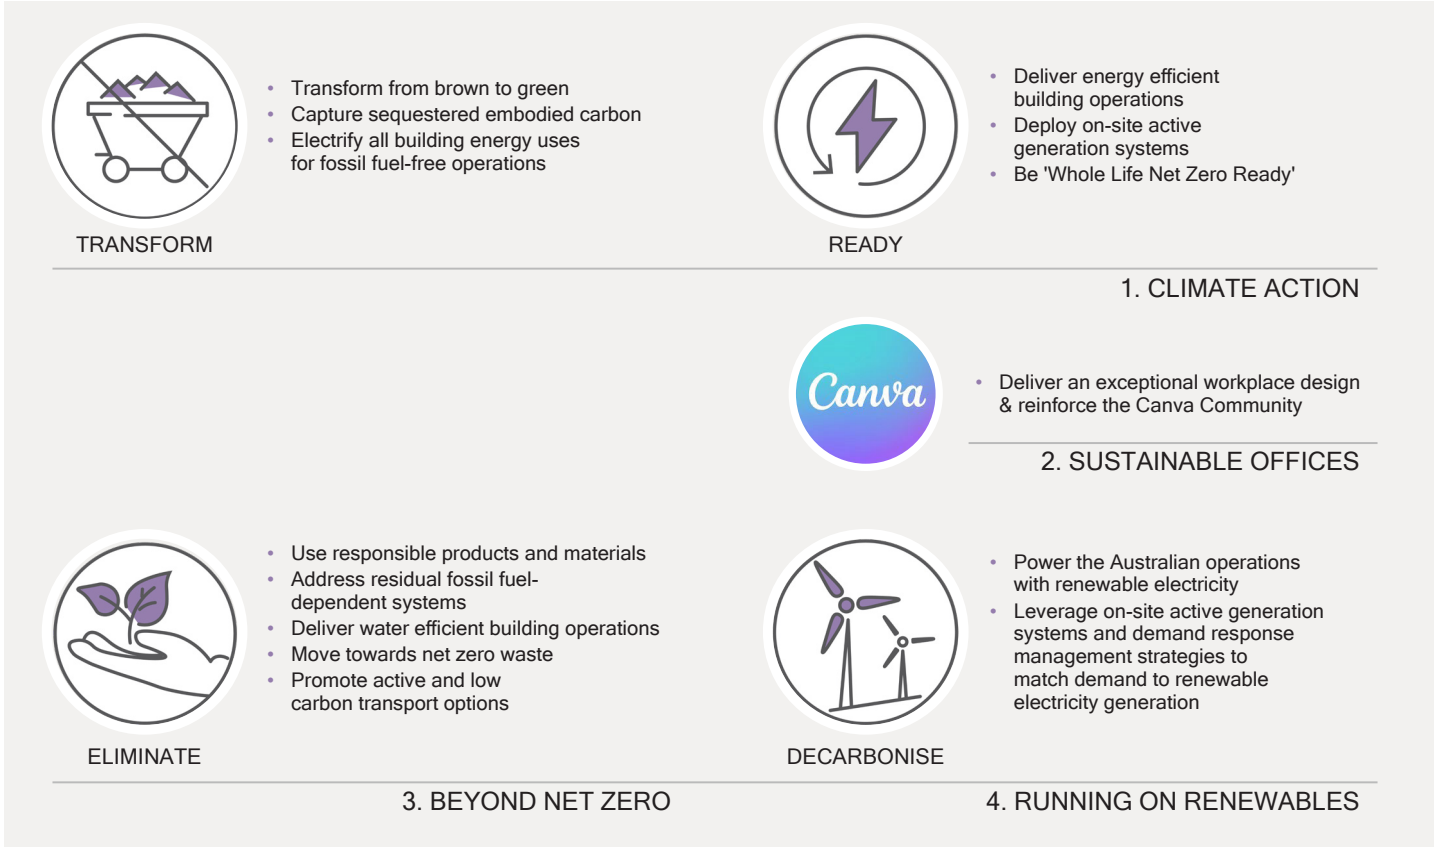 • Transform from brown to green
• Capture sequestered embodied carbon
• Electrify all building energy uses
for fossil fuel-free operations
TRANSFORM
• Deliver energy efficient
building operations
• Deploy on-site active
generation systems
• Be 'Whole Life Net Zero Ready'
READY
1. CLIMATE ACTION
Canva
• Deliver an exceptional workplace design
& reinforce the Canva Community
2. SUSTAINABLE OFFICES
• Use responsible products and materials
• Address residual fossil fuel-
dependent systems
• Deliver water efficient building operations
• Move towards net zero waste
• Promote active and low
carbon transport options
ELIMINATE
3. BEYOND NET ZERO
• Power the Australian operations
with renewable electricity
• Leverage on-site active generation
systems and demand response
management strategies to
match demand to renewable
electricity generation
DECARBONISE
4. RUNNING ON RENEWABLES